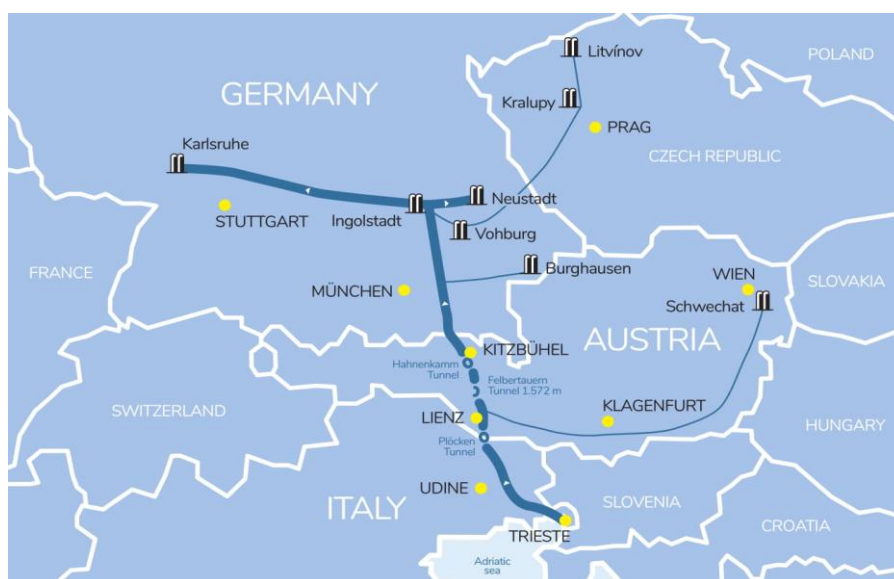 Litvínov
POLAND
GERMANY
Kralupy
PRAG
Karlsruhe
CZECH REPUBLIC
Neustadt
STUTTGART
Ingolstadt
Vohburg
FRANCE
Burghausen
WIEN
SLOVAKIA
MÜNCHEN
Schwechat
AUSTRIA
KITZBÜHEL
Hahnenkamm
Tunnel
Felbertauern
Tunnel 1.572 m
SWITZERLAND
LIENZ
KLAGENFURT
HUNGARY
Plöcken
Tunnel
UDINE
SLOVENIA
ITALY
CROATIA
TRIESTE
Adriatic
sea